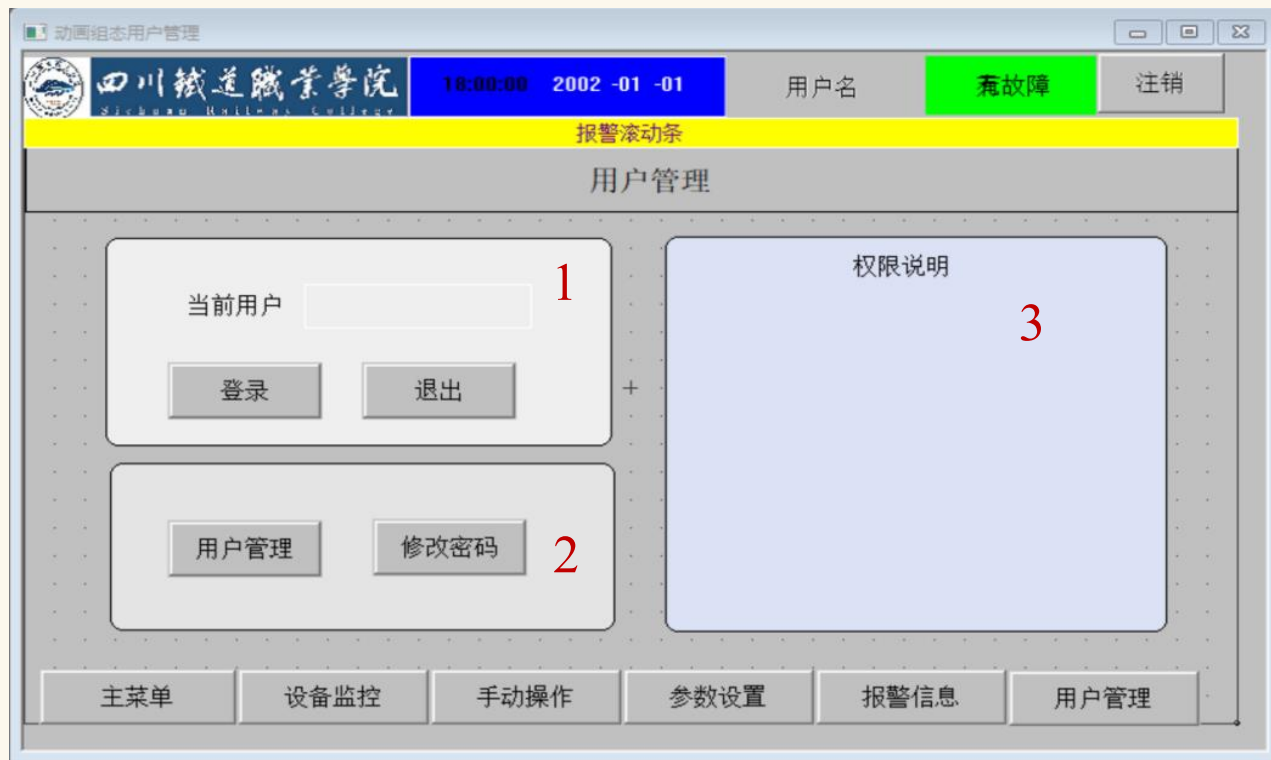 动画组态用户管理
四川鐵道職業學院
Sichuan Railway College
2002 -01 -01
用户名
故障
注销
报警滚动条
用户管理
1
当前用户
登录
退出
2
用户管理
修改密码
权限说明
3
主菜单
设备监控
手动操作
参数设置
报警信息
用户管理